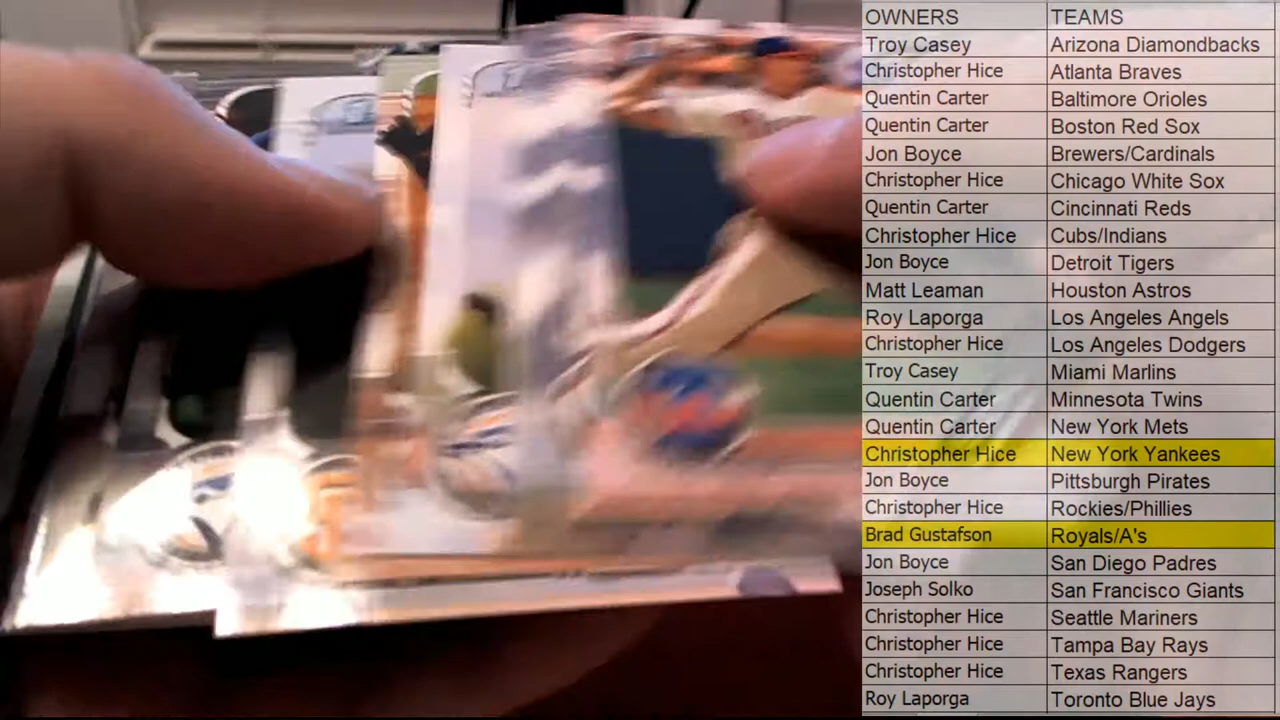 OWNERS TEAMS
Troy Casey Arizona Diamondbacks
Christopher Hice Atlanta Braves
Quentin Carter Baltimore Orioles
Quentin Carter Boston Red Sox
Jon Boyce Brewers/Cardinals
Christopher Hice Chicago White Sox
Quentin Carter Cincinnati Reds
Christopher Hice Cubs/Indians
Jon Boyce Detroit Tigers
Matt Leaman Houston Astros
Roy Laporga Los Angeles Angels
Christopher Hice Los Angeles Dodgers
Troy Casey Miami Marlins
Quentin Carter Minnesota Twins
Quentin Carter New York Mets
Christopher Hice New York Yankees
Jon Boyce Pittsburgh Pirates
Christopher Hice Rockies/Phillies
Brad Gustafson Royals/A's
Jon Boyce San Diego Padres
Joseph Solko San Francisco Giants
Christopher Hice Seattle Mariners
Christopher Hice Tampa Bay Rays
Christopher Hice Texas Rangers
Roy Laporga Toronto Blue Jays